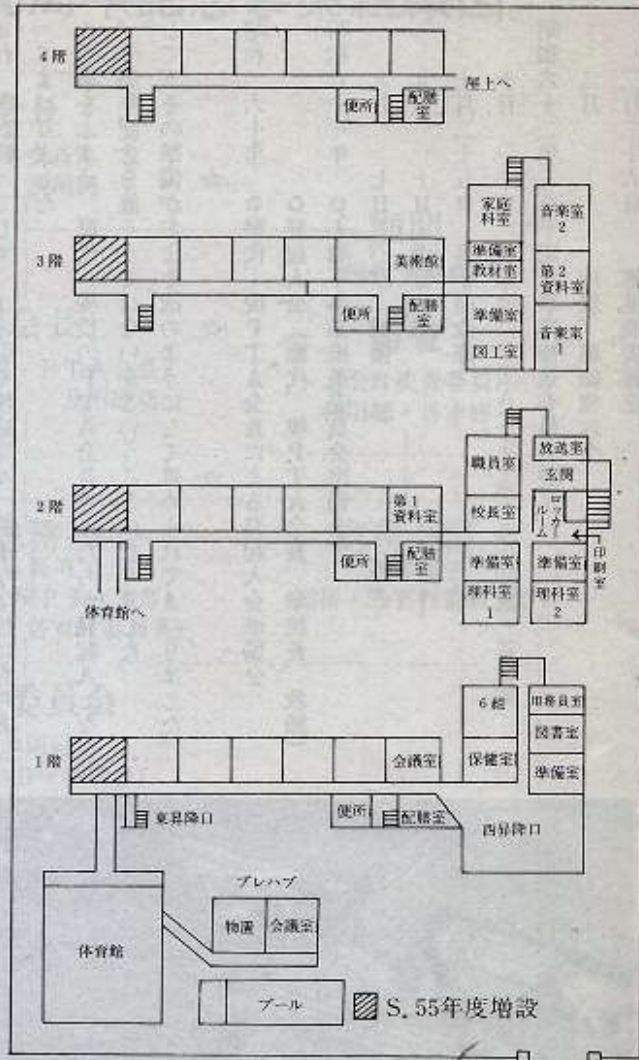 4階
屋上へ
便所
配膳室
3階
美術館
便所
配膳室
家庭科室
準備室
教材室
準備室
図工室
音楽室2
第2資料室
音楽室1
2階
第1資料室
便所
配膳室
体育館へ
職員室
校長室
準備室
理科室1
放送室
玄関
ロッカールーム
印刷室
準備室
理科室2
1階
会議室
東昇降口
便所
配膳室
6組
保健室
用務員室
図書室
準備室
西昇降口
プレハブ
物置
会議室
体育館
プール
S.55年度増設